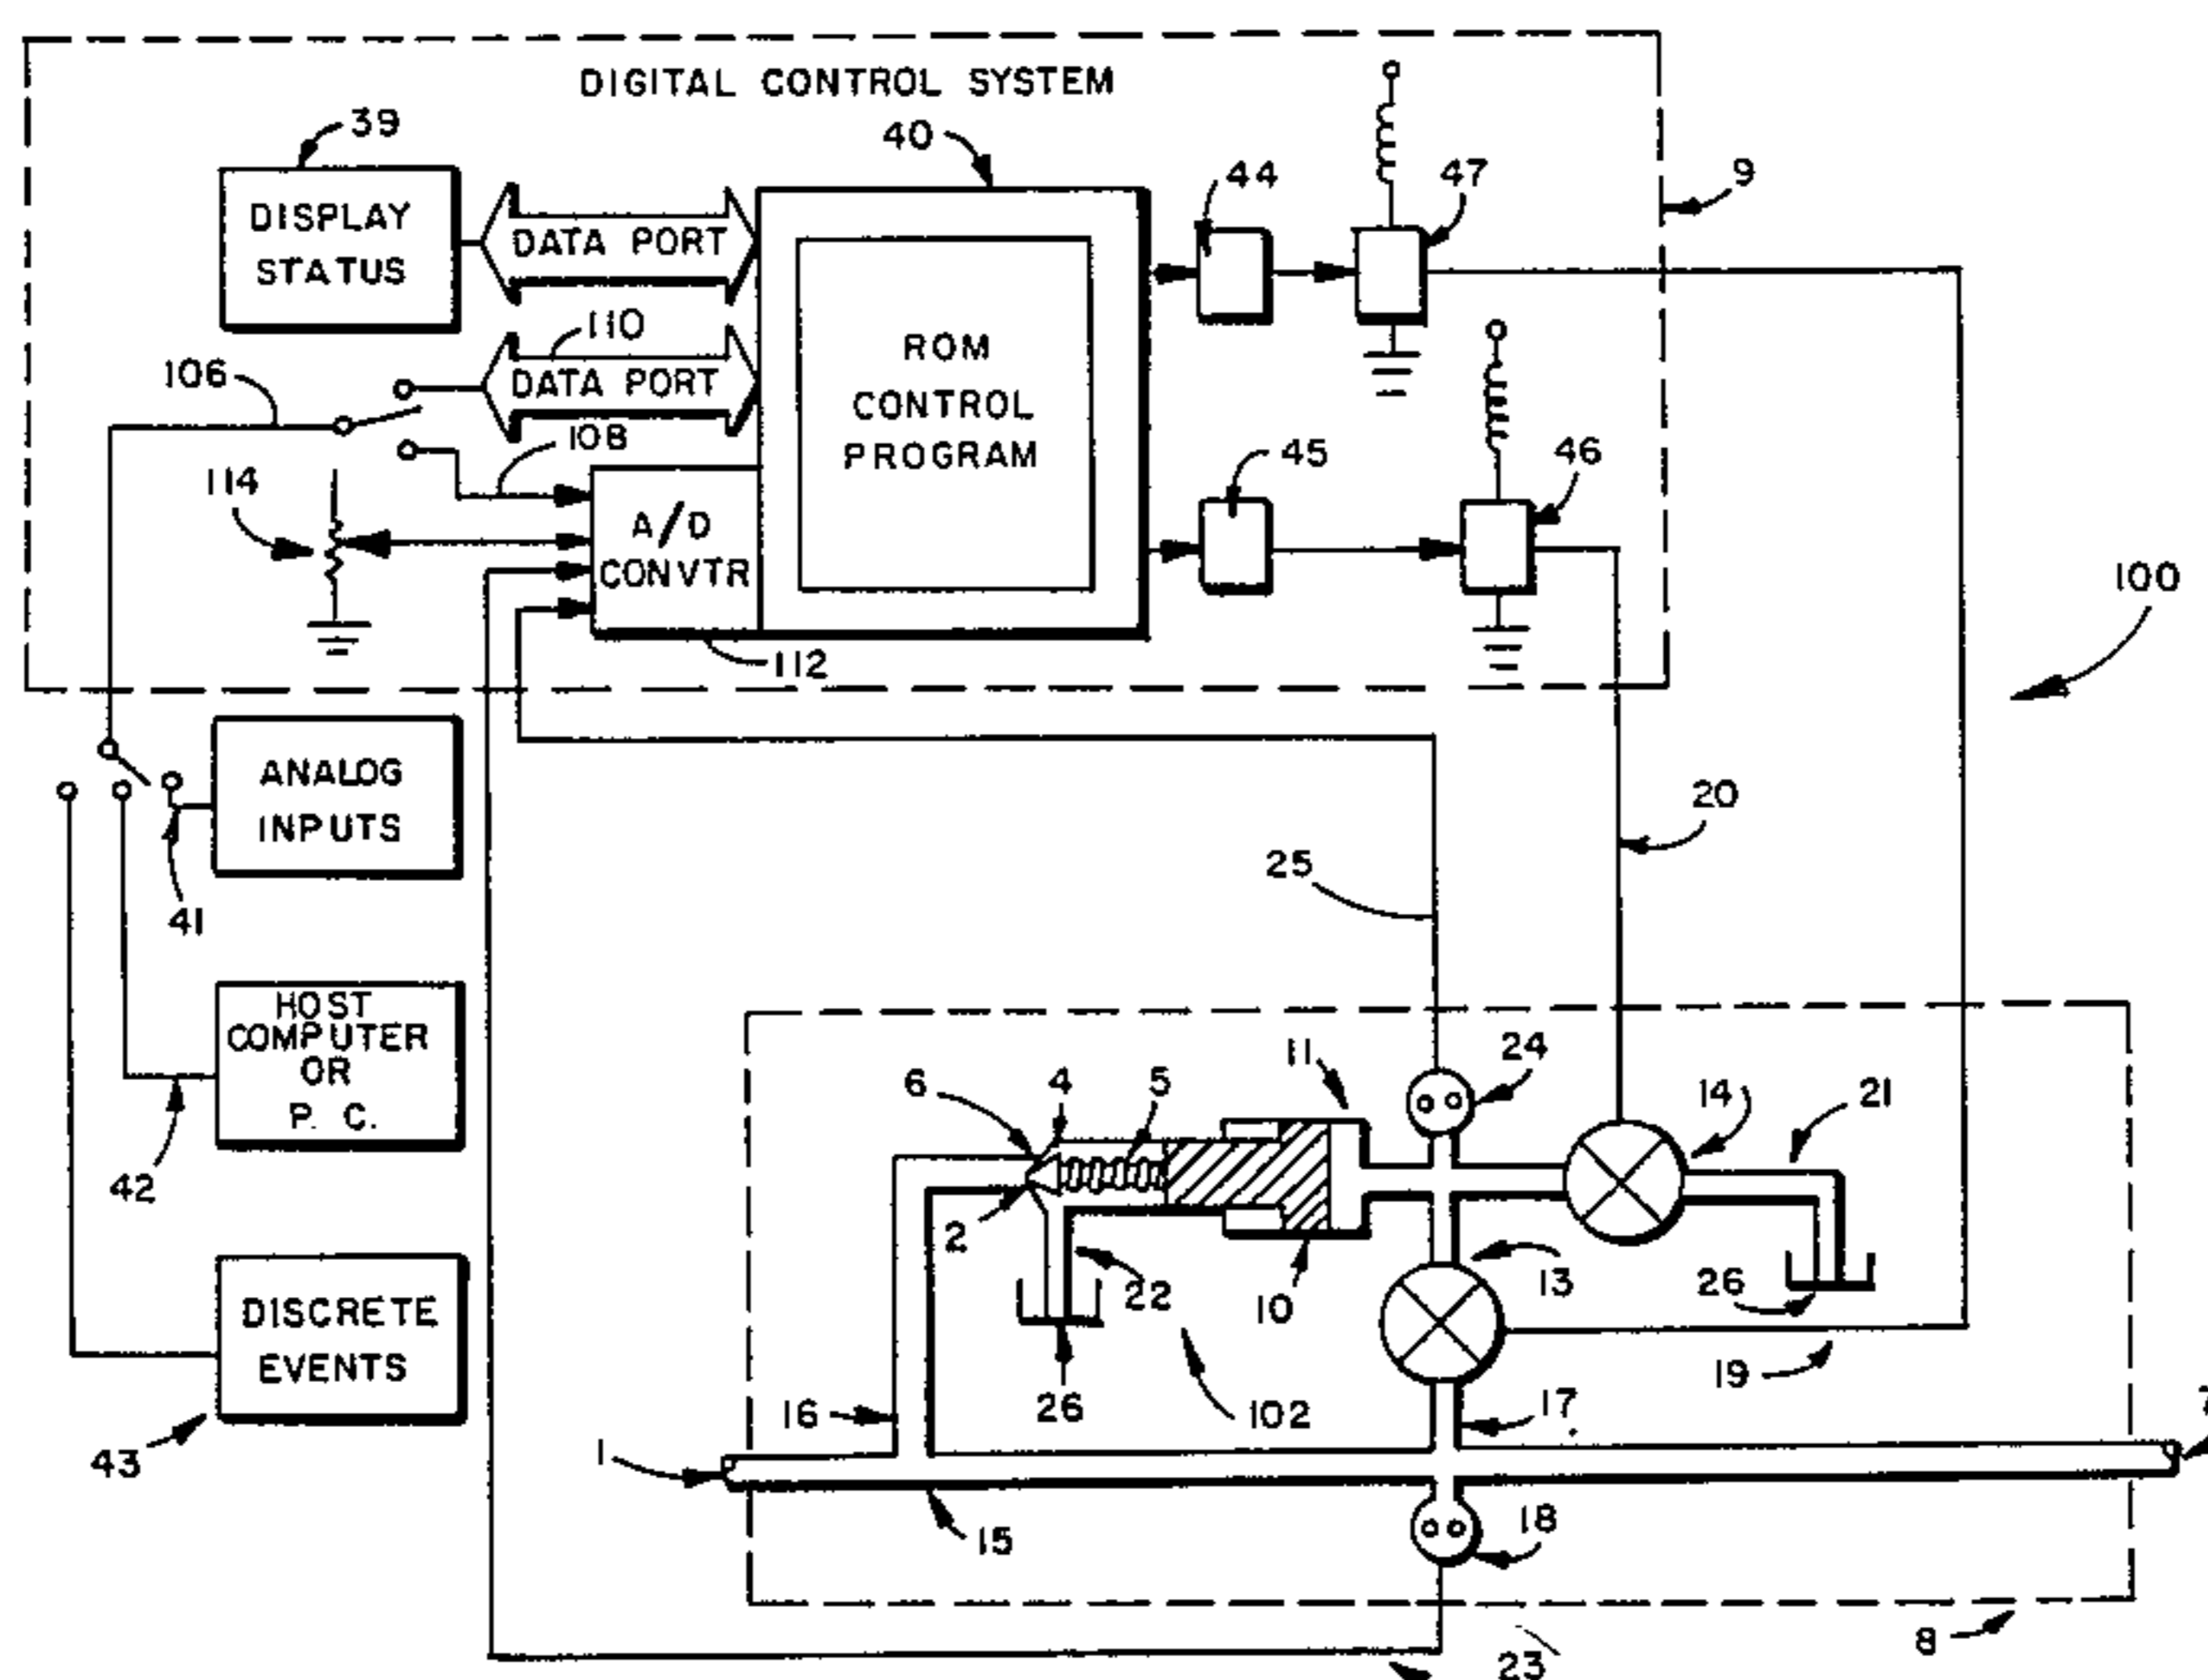 DIGITAL CONTROL SYSTEM
39
40
44
47
9
DISPLAY
STATUS
DATA PORT
110
106
DATA PORT
108
ROM
CONTROL
PROGRAM
45
46
114
A/D
CONVTR
112
100
ANALOG
INPUTS
41
20
25
HOST
COMPUTER
OR
P. C.
42
6
4
5
11
24
14
21
2
22
10
13
26
19
DISCRETE
EVENTS
43
16
26
102
17
7
1
15
18
8
23